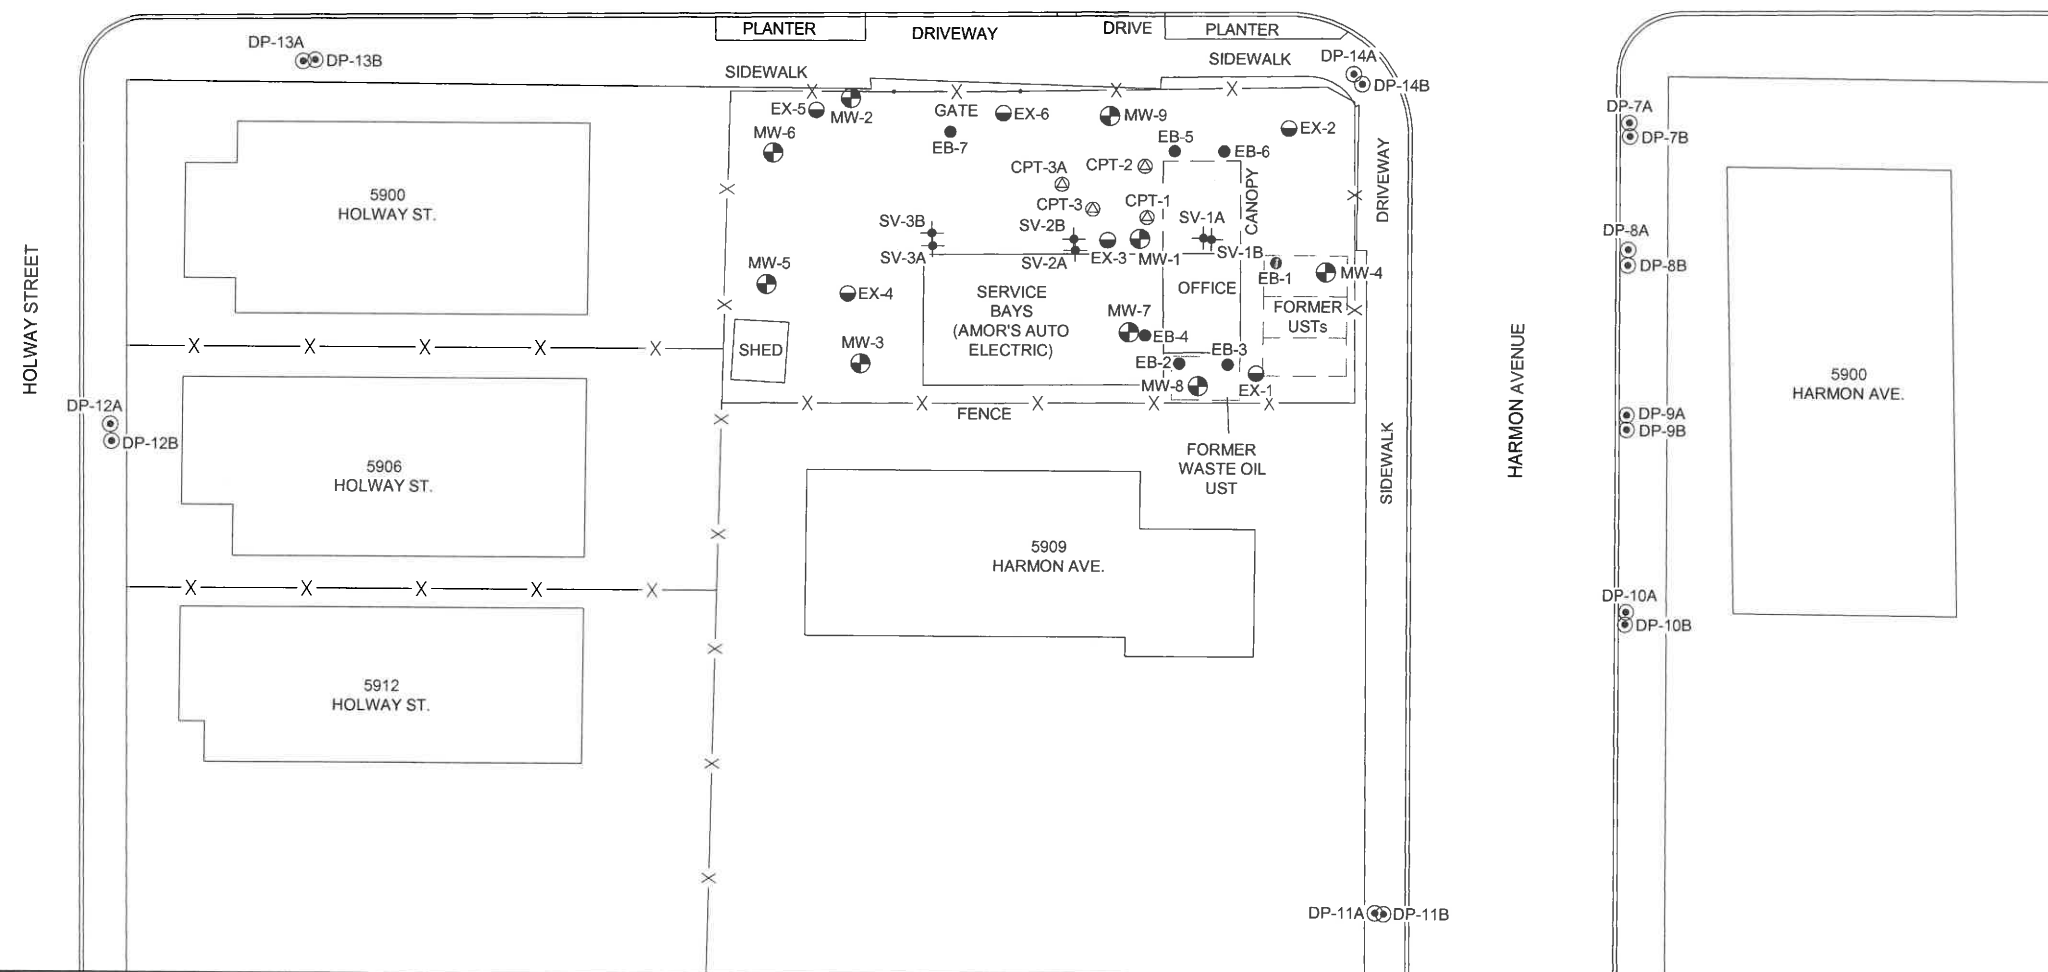 PLANTER
DRIVEWAY
DRIVE
PLANTER
DP-13A
DP-13B
SIDEWALK
SIDEWALK
DP-14A
DP-14B
EX-5
MW-2
GATE
EX-6
MW-9
EX-2
DP-7A
DP-7B
MW-6
EB-7
EB-5
EB-6
CPT-3A
CPT-2
CANOPY
DRIVEWAY
5900
HOLWAY ST.
CPT-3
CPT-1
SV-3B
SV-2B
SV-1A
SV-3A
SV-2A
EX-3
MW-1
SV-1B
DP-8A
DP-8B
MW-5
EX-4
EB-1
MW-4
SERVICE
BAYS
(AMOR'S AUTO
ELECTRIC)
OFFICE
FORMER
USTs
HOLWAY STREET
MW-7
EB-4
SHED
MW-3
EB-2
EB-3
MW-8
EX-1
HARMON AVENUE
5900
HARMON AVE.
DP-12A
DP-12B
FENCE
DP-9A
DP-9B
FORMER
WASTE OIL
UST
SIDEWALK
5906
HOLWAY ST.
5909
HARMON AVE.
DP-10A
DP-10B
5912
HOLWAY ST.
DP-11A
DP-11B